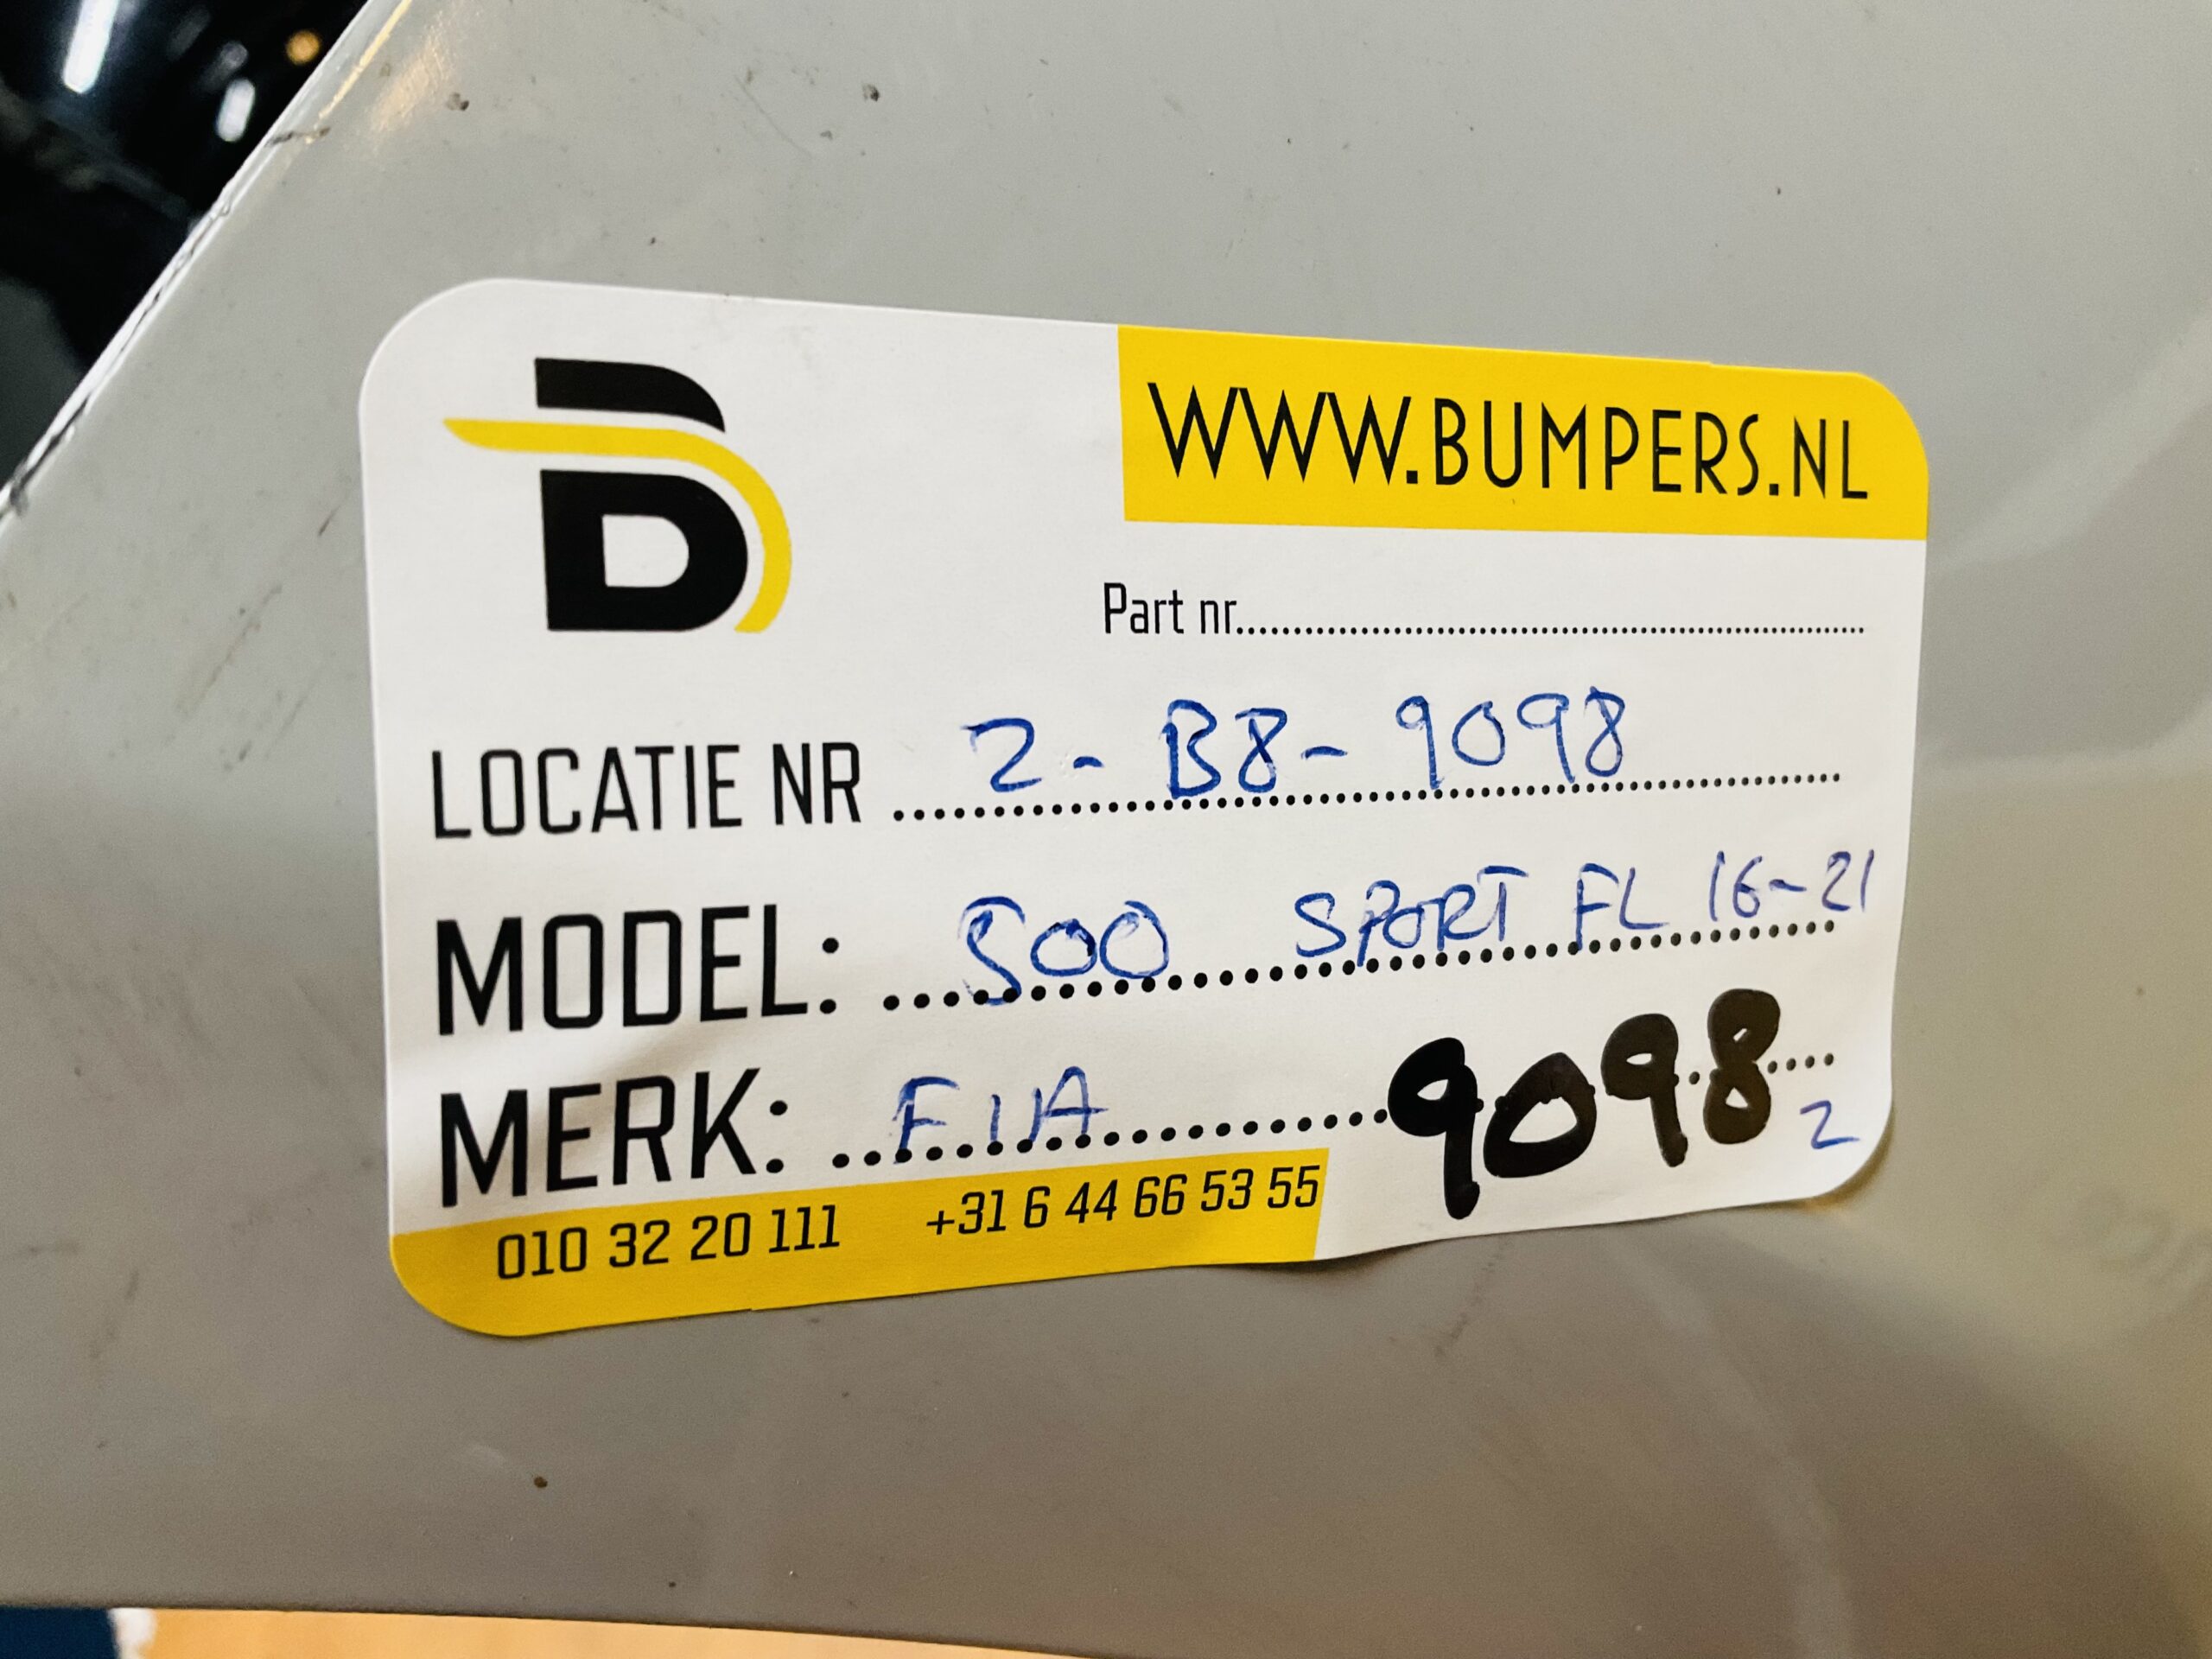 B
WWW.BUMPERS.NL
Part nr........................................
LOCATIE NR 2-B8-9098
MODEL: 500 SPORT FL 16-21
MERK: FIA 9098 2
010 32 20 111 +31 6 44 66 53 55